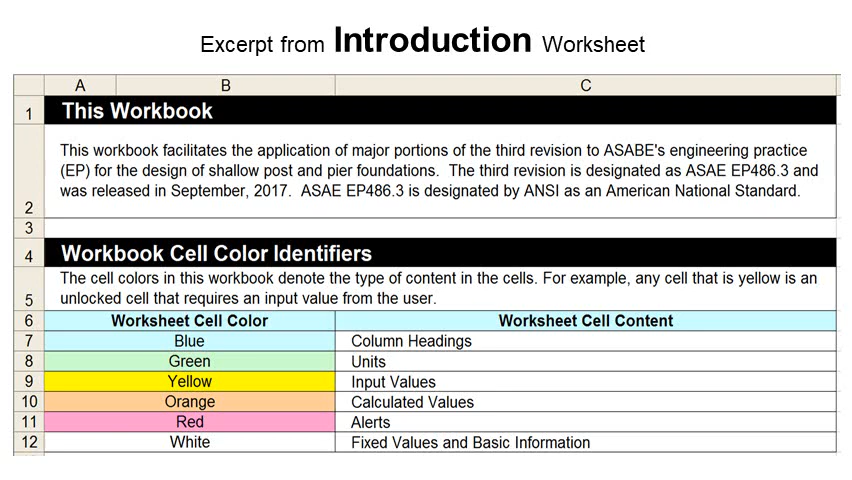 Excerpt from Introduction Worksheet
A B C
1 This Workbook
This workbook facilitates the application of major portions of the third revision to ASABE's engineering practice
(EP) for the design of shallow post and pier foundations. The third revision is designated as ASAE EP486.3 and
was released in September, 2017. ASAE EP486.3 is designated by ANSI as an American National Standard.
2
3
4 Workbook Cell Color Identifiers
The cell colors in this workbook denote the type of content in the cells. For example, any cell that is yellow is an
5 unlocked cell that requires an input value from the user.
6 Worksheet Cell Color Worksheet Cell Content
7 Blue Column Headings
8 Green Units
9 Yellow Input Values
10 Orange Calculated Values
11 Red Alerts
12 White Fixed Values and Basic Information